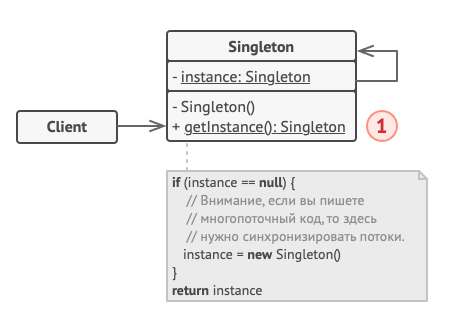 Singleton
- instance: Singleton
- Singleton()
+ getInstance(): Singleton
1
Client
if (instance == null) {
// Внимание, если вы пишете
// многопоточный код, то здесь
// нужно синхронизировать потоки.
instance = new Singleton()
}
return instance